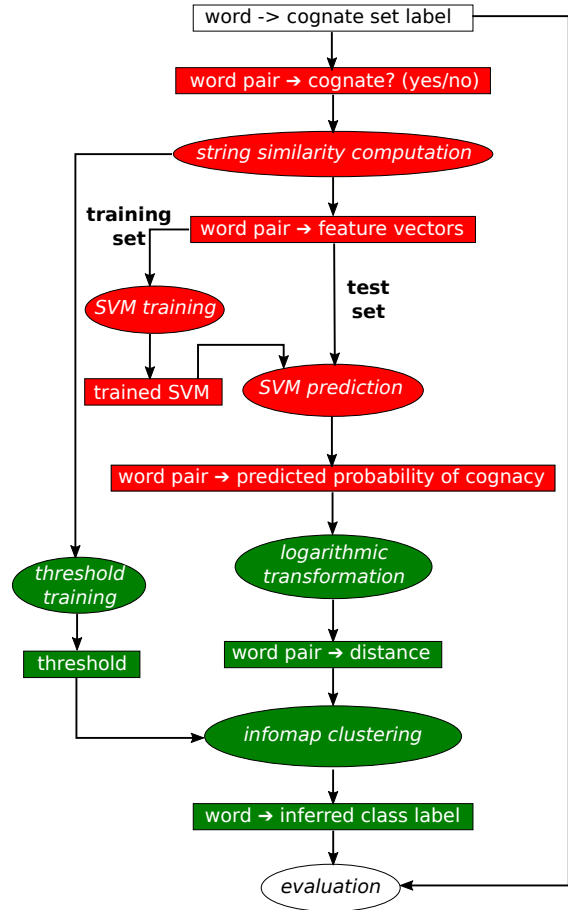 word -> cognate set label
word pair ➔ cognate? (yes/no)
string similarity computation
training
set
word pair ➔ feature vectors
SVM training
test
set
trained SVM
SVM prediction
word pair ➔ predicted probability of cognacy
logarithmic
transformation
threshold
training
word pair ➔ distance
threshold
infomap clustering
word ➔ inferred class label
evaluation